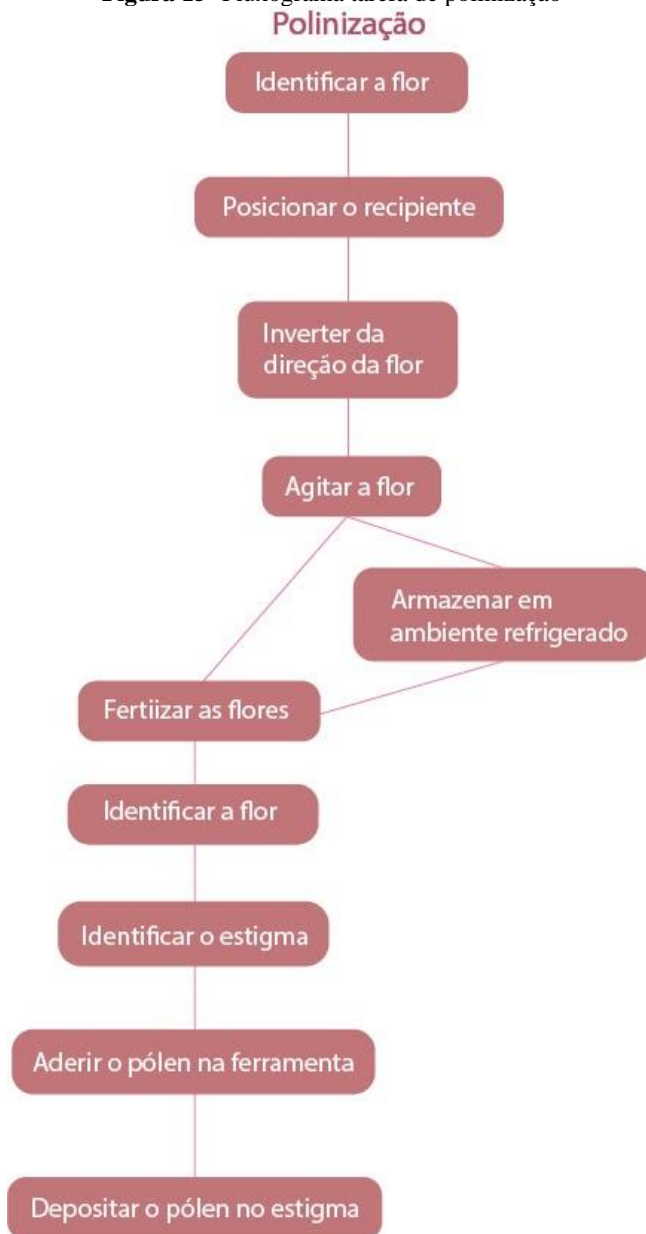 Polinização
Identificar a flor
Posicionar o recipiente
Inverter da
direção da flor
Agitar a flor
Armazenar em
ambiente refrigerado
Fertiizar as flores
Identificar a flor
Identificar o estigma
Aderir o pólen na ferramenta
Depositar o pólen no estigma